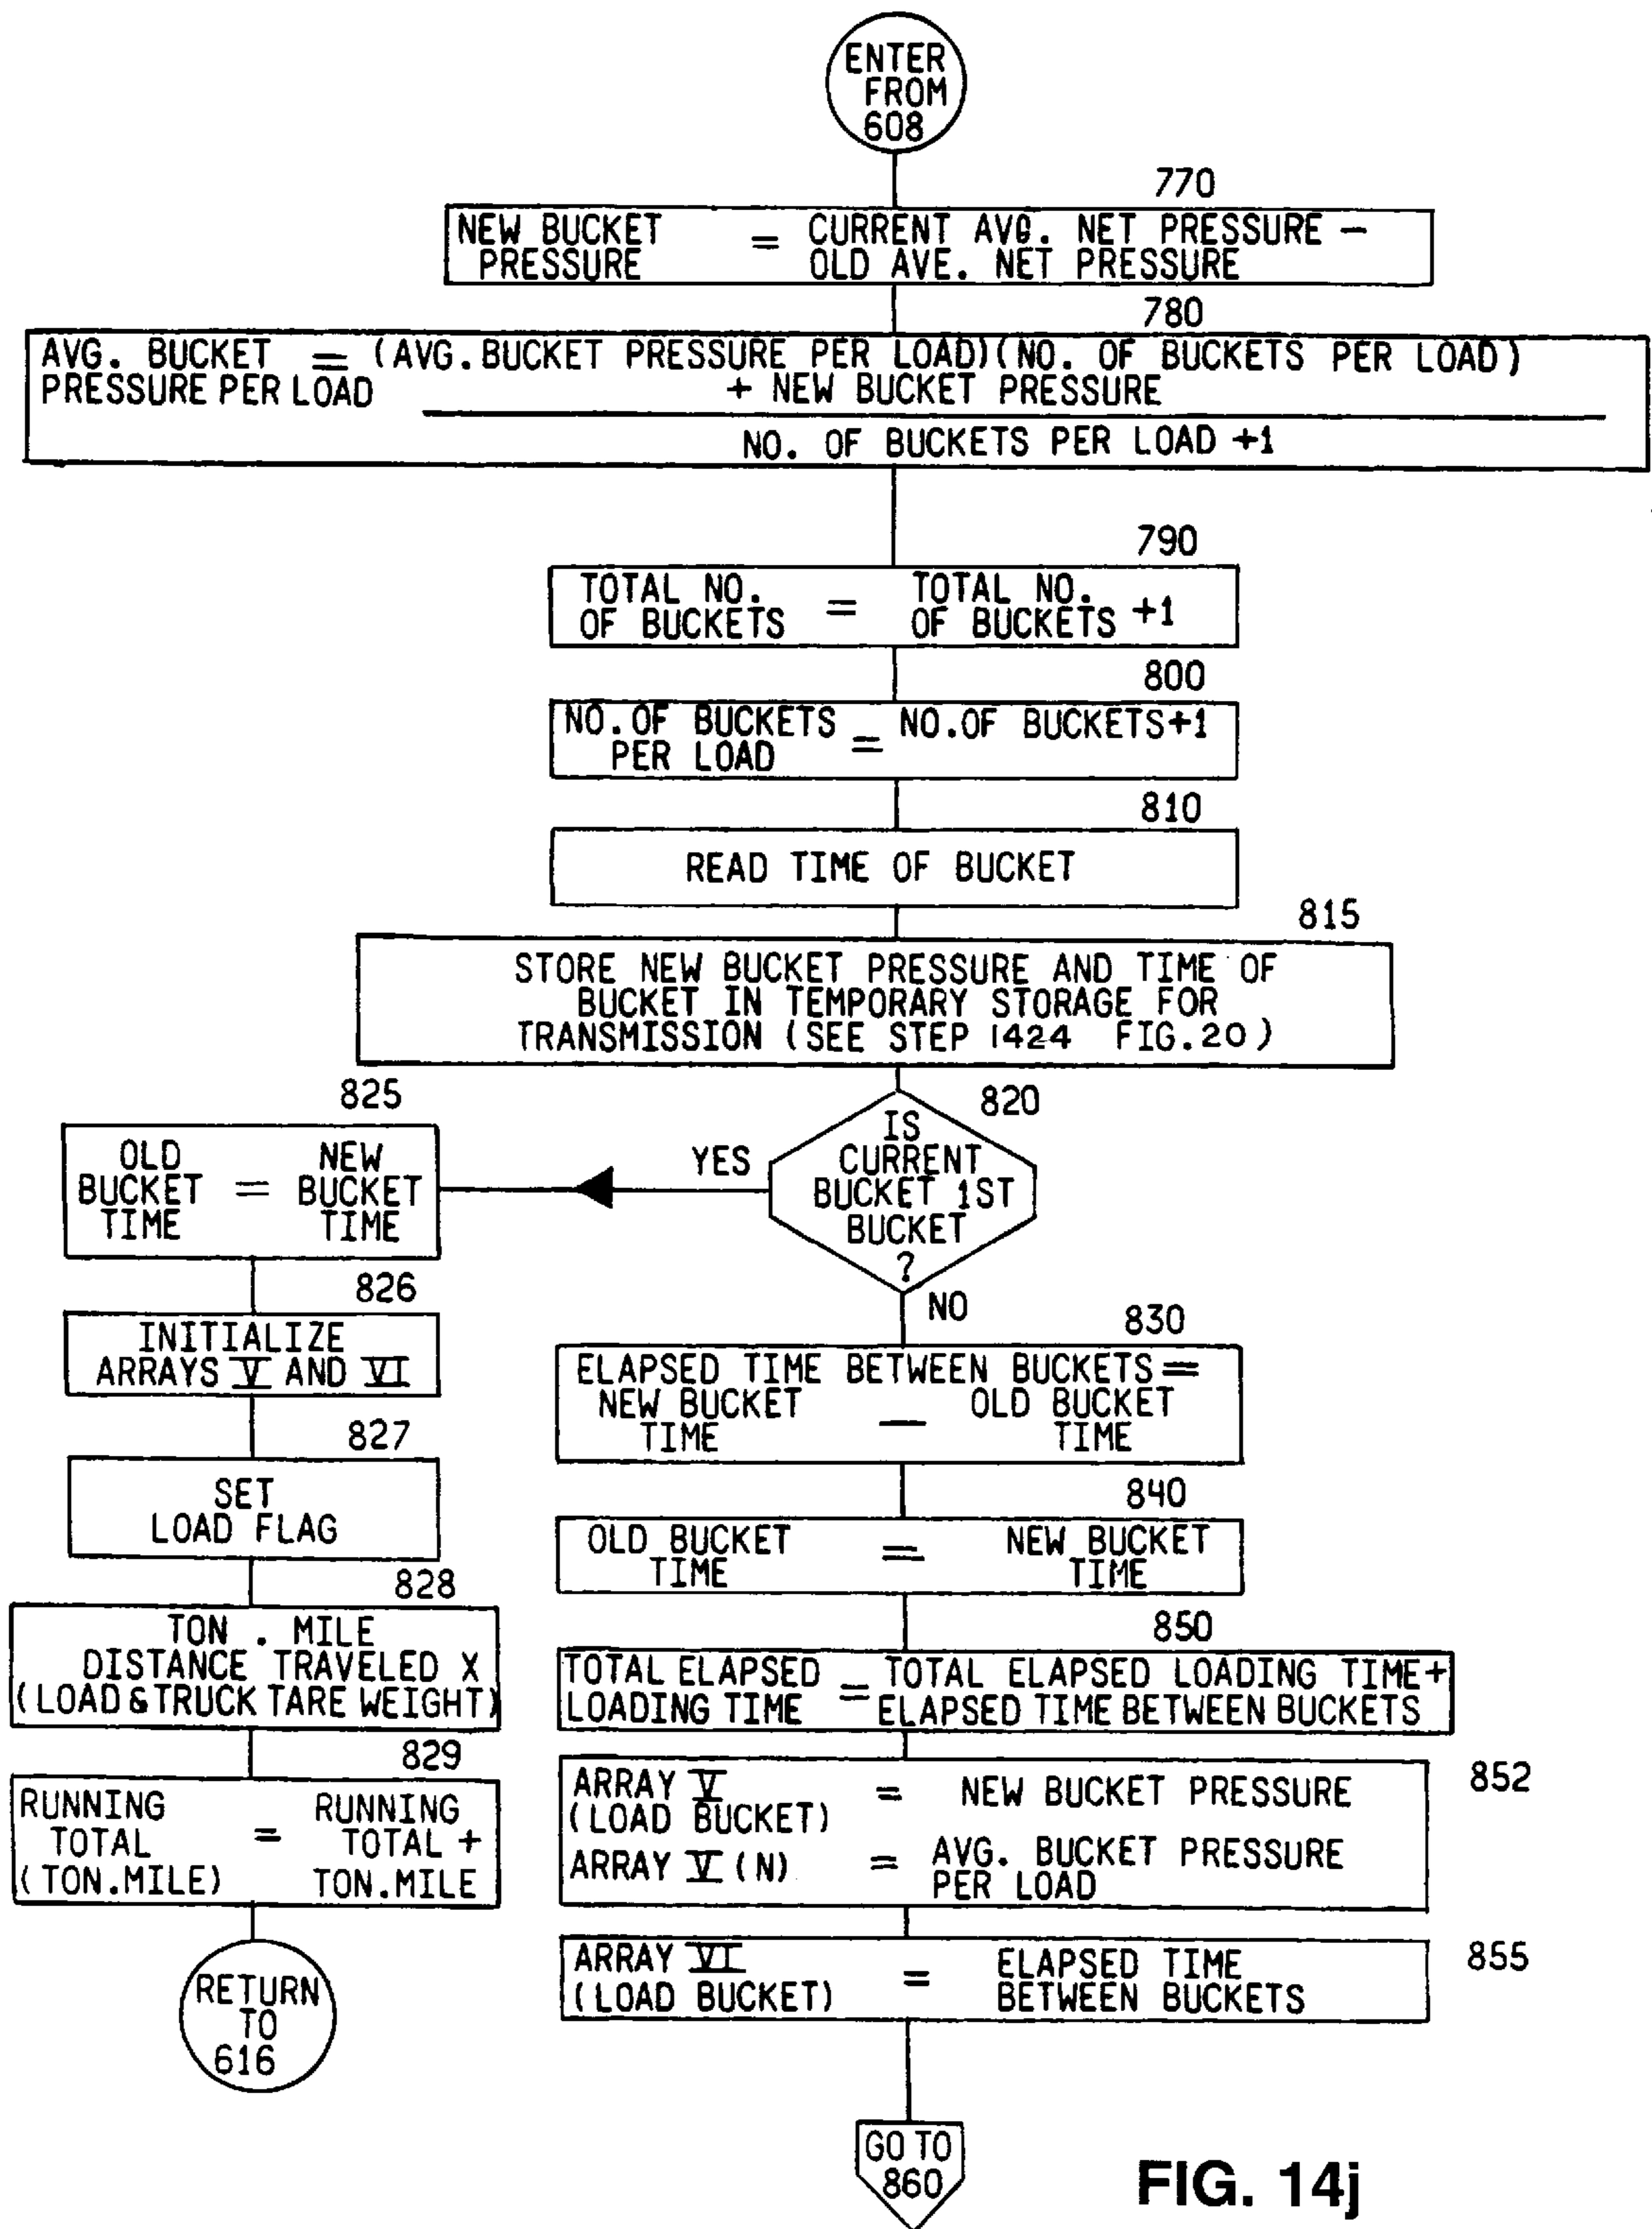 ENTER
FROM
608
770
NEW BUCKET = CURRENT AVG. NET PRESSURE –
PRESSURE OLD AVE. NET PRESSURE
780
AVG. BUCKET = (AVG. BUCKET PRESSURE PER LOAD)(NO. OF BUCKETS PER LOAD)
PRESSURE PER LOAD + NEW BUCKET PRESSURE
NO. OF BUCKETS PER LOAD +1
790
TOTAL NO. = TOTAL NO. +1
OF BUCKETS OF BUCKETS
800
NO. OF BUCKETS = NO. OF BUCKETS+1
PER LOAD
810
READ TIME OF BUCKET
815
STORE NEW BUCKET PRESSURE AND TIME OF
BUCKET IN TEMPORARY STORAGE FOR
TRANSMISSION (SEE STEP 1424 FIG.20)
820
IS
CURRENT
BUCKET 1ST
BUCKET
?
YES
NO
825
OLD NEW
BUCKET = BUCKET
TIME TIME
826
INITIALIZE
ARRAYS V AND VI
827
SET
LOAD FLAG
828
TON . MILE
DISTANCE TRAVELED X
(LOAD & TRUCK TARE WEIGHT)
829
RUNNING RUNNING
TOTAL = TOTAL +
(TON.MILE) TON.MILE
RETURN
TO
616
830
ELAPSED TIME BETWEEN BUCKETS =
NEW BUCKET — OLD BUCKET
TIME TIME
840
OLD BUCKET = NEW BUCKET
TIME TIME
850
TOTAL ELAPSED = TOTAL ELAPSED LOADING TIME +
LOADING TIME ELAPSED TIME BETWEEN BUCKETS
852
ARRAY V = NEW BUCKET PRESSURE
(LOAD BUCKET)
ARRAY V (N) = AVG. BUCKET PRESSURE
PER LOAD
855
ARRAY VI = ELAPSED TIME
(LOAD BUCKET) BETWEEN BUCKETS
GO TO
860
FIG. 14j